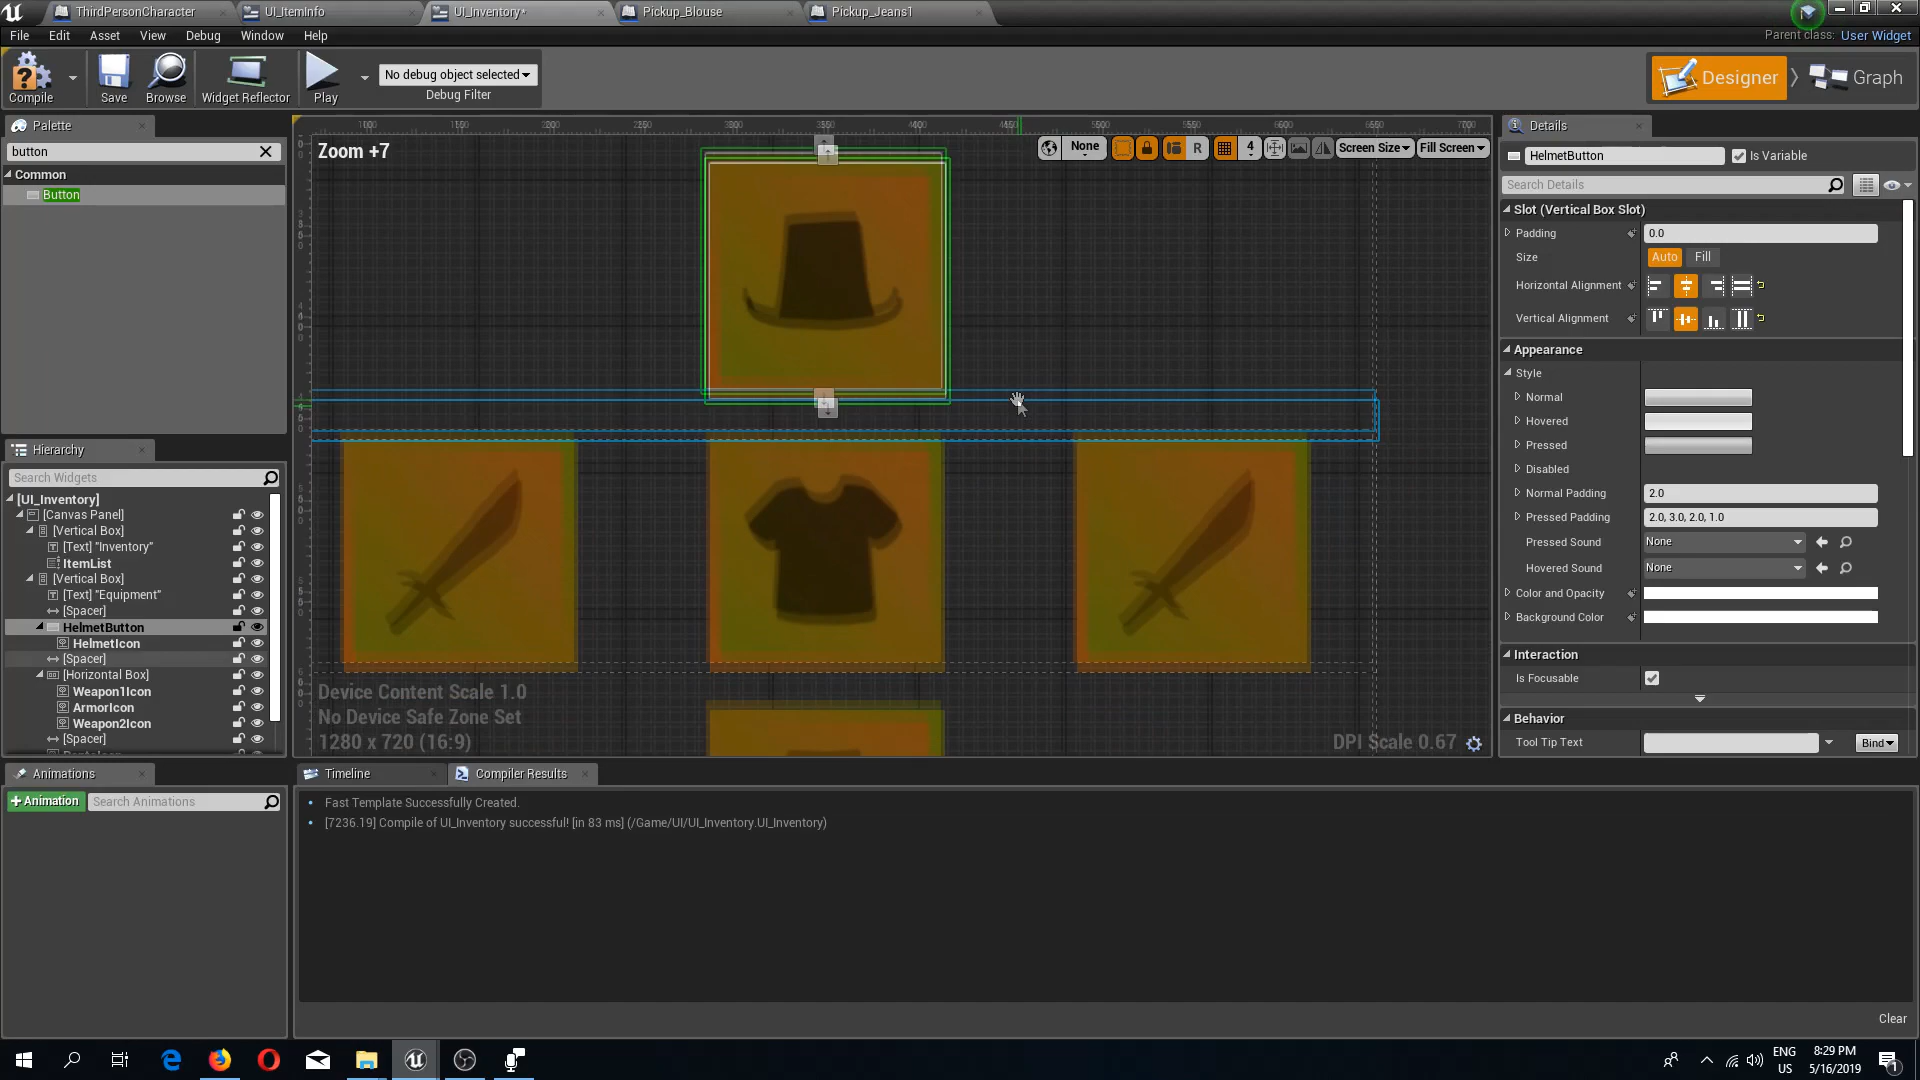 ThirdPersonCharacter
UI_ItemInfo
UI_Inventory*
Pickup_Blouse
Pickup_Jeans1
File Edit Asset View Debug Window Help
Parent class: User Widget
Compile
Save
Browse
Widget Reflector
Play
No debug object selected
Debug Filter
Designer
Graph
Palette
button
Common
Button
Hierarchy
Search Widgets
[UI_Inventory]
[Canvas Panel]
[Vertical Box]
[Text] "Inventory"
ItemList
[Vertical Box]
[Text] "Equipment"
[Spacer]
HelmetButton
HelmetIcon
[Spacer]
[Horizontal Box]
Weapon1Icon
ArmorIcon
Weapon2Icon
[Spacer]
Animations
+Animation
Search Animations
Zoom +7
None
R
4
Screen Size
Fill Screen
Device Content Scale 1.0
No Device Safe Zone Set
1280 x 720 (16:9)
DPI Scale 0.67
Details
HelmetButton
Is Variable
Search Details
Slot (Vertical Box Slot)
Padding
0.0
Size
Auto
Fill
Horizontal Alignment
Vertical Alignment
Appearance
Style
Normal
Hovered
Pressed
Disabled
Normal Padding
2.0
Pressed Padding
2.0, 3.0, 2.0, 1.0
Pressed Sound
None
Hovered Sound
None
Color and Opacity
Background Color
Interaction
Is Focusable
Behavior
Tool Tip Text
Bind
Timeline
Compiler Results
Fast Template Successfully Created.
[7236.19] Compile of UI_Inventory successful! [in 83 ms] (/Game/UI/UI_Inventory.UI_Inventory)
Clear
ENG
US
8:29 PM
5/16/2019
1